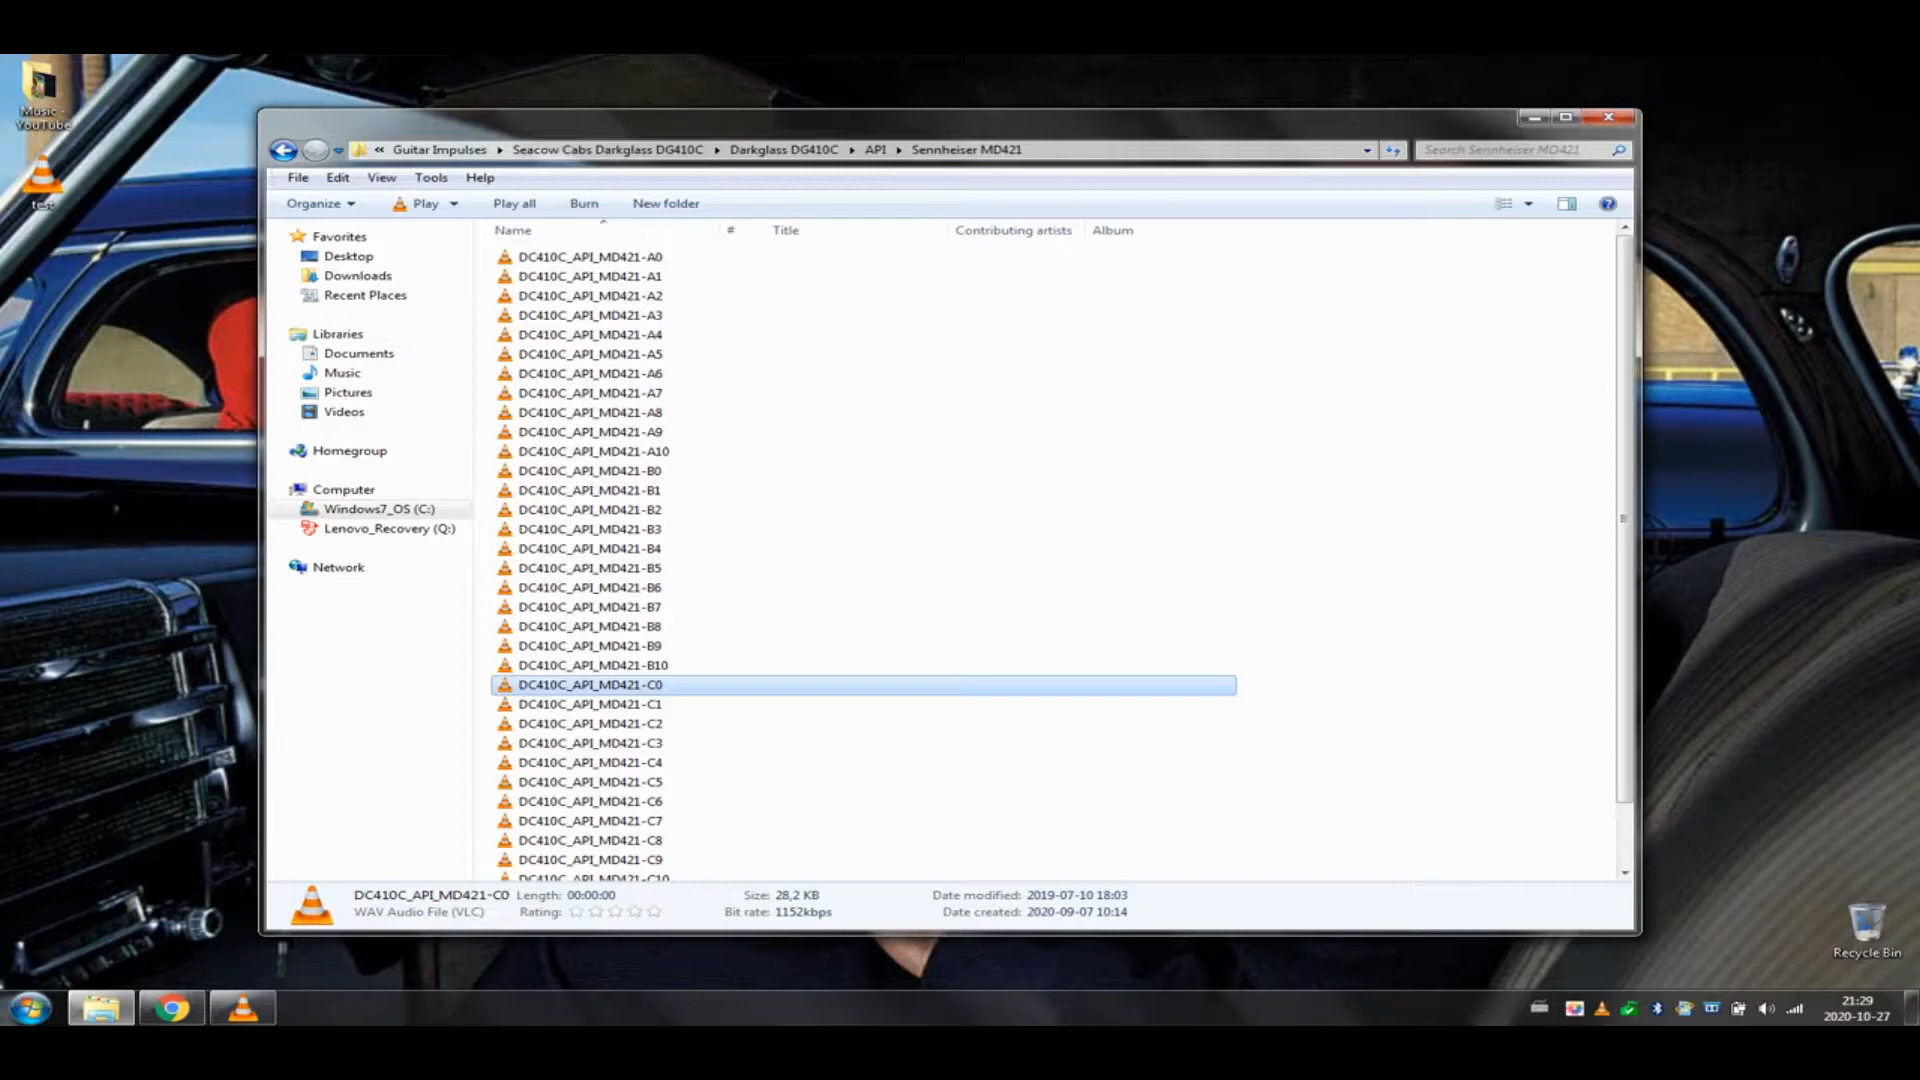 Music -
YouTube
test
« Guitar Impulses Seacow Cabs Darkglass DG410C Darkglass DG410C API Sennheiser MD421
Search Sennheiser MD421
File Edit View Tools Help
Organize Play Play all Burn New folder
Favorites
Desktop
Downloads
Recent Places
Libraries
Documents
Music
Pictures
Videos
Homegroup
Computer
Windows7_OS (C:)
Lenovo_Recovery (Q:)
Network
Name # Title Contributing artists Album
DC410C_API_MD421-A0
DC410C_API_MD421-A1
DC410C_API_MD421-A2
DC410C_API_MD421-A3
DC410C_API_MD421-A4
DC410C_API_MD421-A5
DC410C_API_MD421-A6
DC410C_API_MD421-A7
DC410C_API_MD421-A8
DC410C_API_MD421-A9
DC410C_API_MD421-A10
DC410C_API_MD421-B0
DC410C_API_MD421-B1
DC410C_API_MD421-B2
DC410C_API_MD421-B3
DC410C_API_MD421-B4
DC410C_API_MD421-B5
DC410C_API_MD421-B6
DC410C_API_MD421-B7
DC410C_API_MD421-B8
DC410C_API_MD421-B9
DC410C_API_MD421-B10
DC410C_API_MD421-C0
DC410C_API_MD421-C1
DC410C_API_MD421-C2
DC410C_API_MD421-C3
DC410C_API_MD421-C4
DC410C_API_MD421-C5
DC410C_API_MD421-C6
DC410C_API_MD421-C7
DC410C_API_MD421-C8
DC410C_API_MD421-C9
DC410C_API_MD421-C10
DC410C_API_MD421-C0 Length: 00:00:00 Size: 28,2 KB Date modified: 2019-07-10 18:03
WAV Audio File (VLC) Rating: Bit rate: 1152kbps Date created: 2020-09-07 10:14
Recycle Bin
21:29
2020-10-27